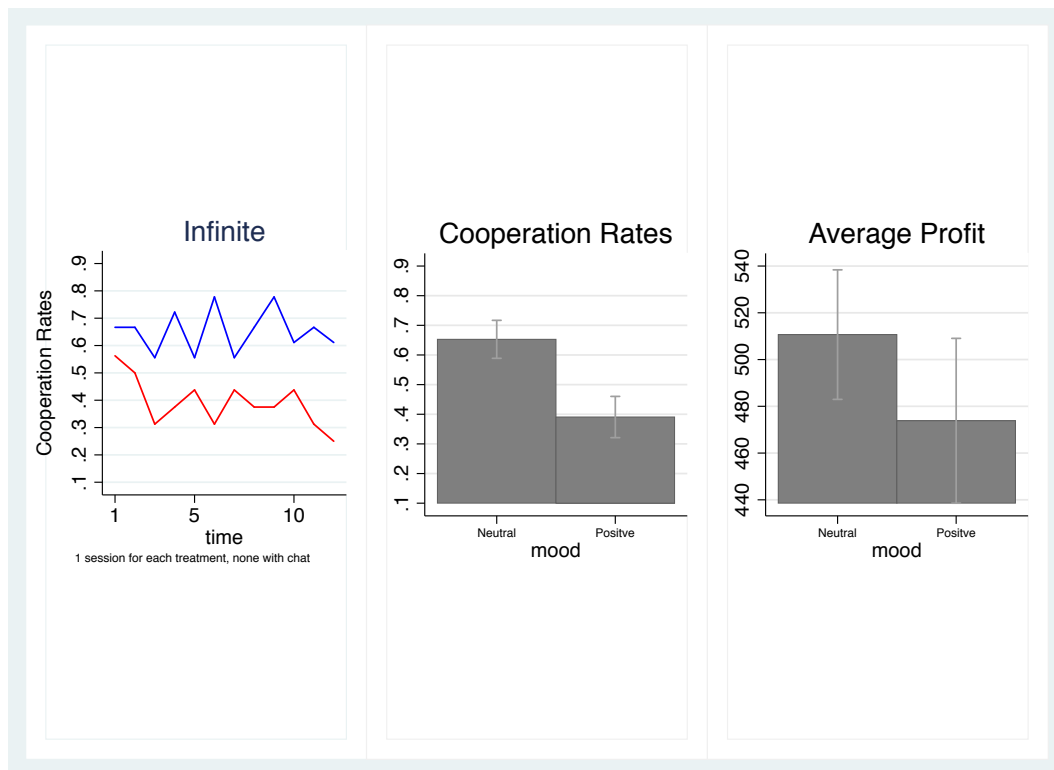 Infinite
Cooperation Rates
.9
.8
.7
.6
.5
.4
.3
.2
.1
1 5 10
time
1 session for each treatment, none with chat
Cooperation Rates
.9
.8
.7
.6
.5
.4
.3
.2
.1
Neutral Positve
mood
Average Profit
540
520
500
480
460
440
Neutral Positve
mood